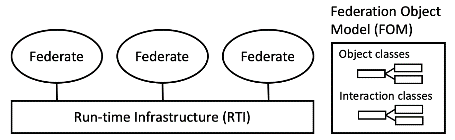 Federate
Federate
Federate
Run-time Infrastructure (RTI)
Federation Object
Model (FOM)
Object classes
Interaction classes